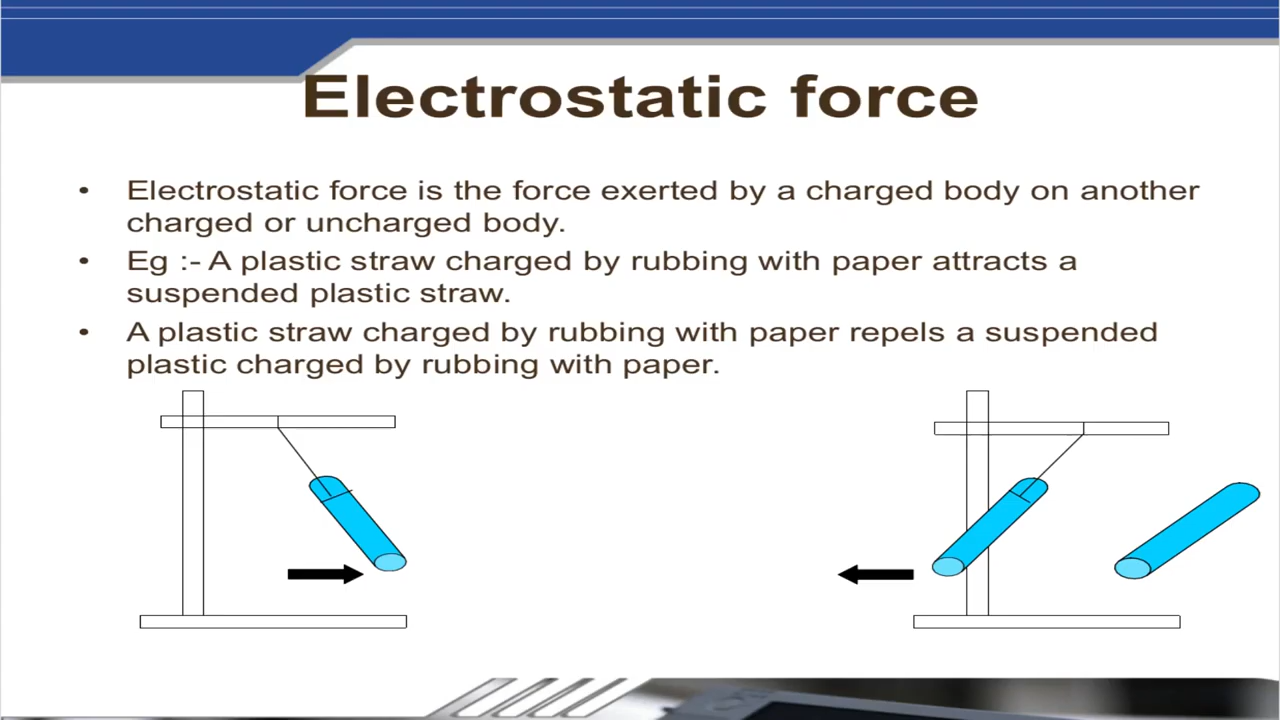 Electrostatic force
• Electrostatic force is the force exerted by a charged body on another
charged or uncharged body.
• Eg :- A plastic straw charged by rubbing with paper attracts a
suspended plastic straw.
• A plastic straw charged by rubbing with paper repels a suspended
plastic charged by rubbing with paper.